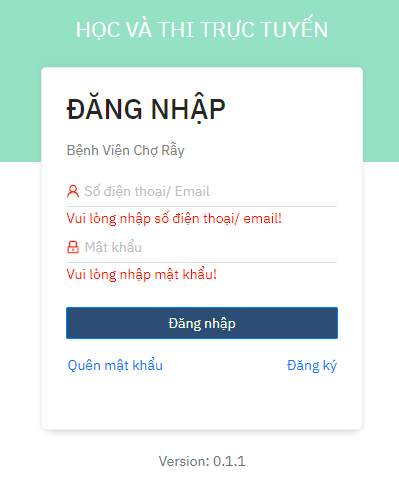 HỌC VÀ THI TRỰC TUYẾN
ĐĂNG NHẬP
Bệnh Viện Chợ Rẫy
Số điện thoại/ Email
Vui lòng nhập số điện thoại/ email!
Mật khẩu
Vui lòng nhập mật khẩu!
Đăng nhập
Quên mật khẩu
Đăng ký
Version: 0.1.1